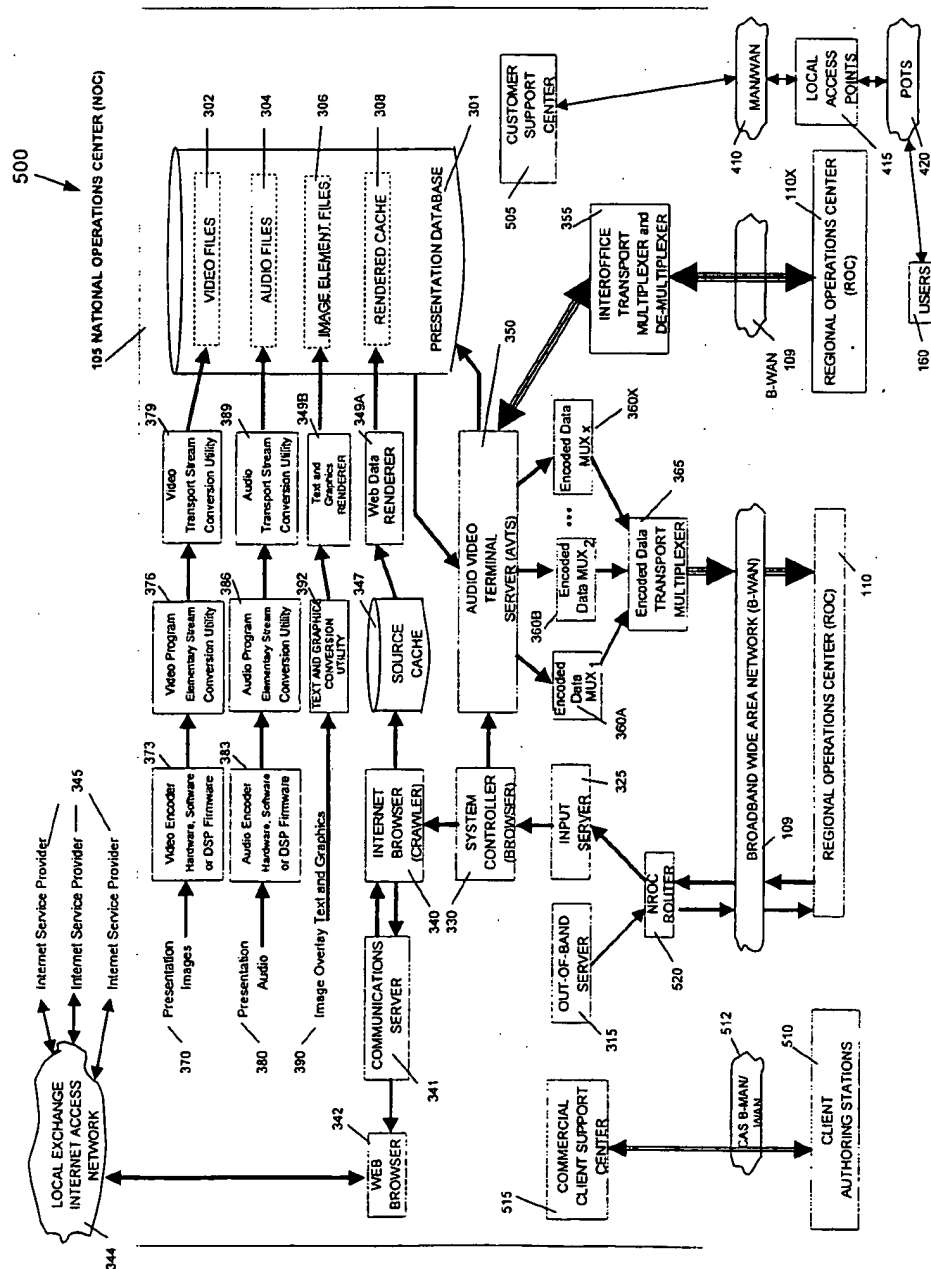 500
105 NATIONAL OPERATIONS CENTER (NOC)
LOCAL EXCHANGE
INTERNET ACCESS
NETWORK
344
Internet Service Provider
Internet Service Provider
Internet Service Provider
345
Presentation
Images
370
Presentation
Audio
380
Image Overlay Text and Graphics
390
373
Video Encoder
Hardware, Software
or DSP Firmware
376
Video Program
Elementary Stream
Conversion Utility
379
Video
Transport Stream
Conversion Utility
383
Audio Encoder
Hardware, Software
or DSP Firmware
386
Audio Program
Elementary Stream
Conversion Utility
389
Audio
Transport Stream
Conversion Utility
392
TEXT AND GRAPHIC
CONVERSION
UTILITY
349B
Text and
Graphics
RENDERER
349A
Web Data
RENDERER
347
SOURCE
CACHE
VIDEO FILES
302
AUDIO FILES
304
IMAGE ELEMENT FILES
306
RENDERED CACHE
308
PRESENTATION DATABASE
301
342
WEB
BROWSER
COMMUNICATIONS
SERVER
341
INTERNET
BROWSER
(CRAWLER)
340
SYSTEM
CONTROLLER
(BROWSER)
330
AUDIO VIDEO
TERMINAL
SERVER (AVTS)
350
CUSTOMER
SUPPORT
CENTER
505
INPUT
SERVER
325
OUT-OF-BAND
SERVER
315
NROC
ROUTER
520
Encoded
Data
MUX 1
360A
Encoded
Data MUX 2
360B
...
Encoded Data
MUX X
360X
Encoded Data
TRANSPORT
MULTIPLEXER
365
INTEROFFICE
TRANSPORT
MULTIPLEXER and
DE-MULTIPLEXER
355
COMMERCIAL
CLIENT SUPPORT
CENTER
515
CAS B-MAN/
WAN
512
CLIENT
AUTHORING STATIONS
510
BROADBAND WIDE AREA NETWORK (B-WAN)
109
REGIONAL OPERATIONS CENTER (ROC)
110
B-WAN
109
REGIONAL OPERATIONS
CENTER
(ROC)
110X
MAN/WAN
410
LOCAL
ACCESS
POINTS
415
POTS
420
USERS
160